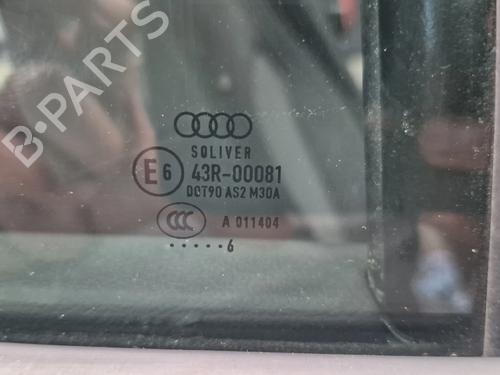 B-PARTS
SOLIVER
E6 43R-00081
DOT90 AS2 M30A
CCC A 011404
.....6